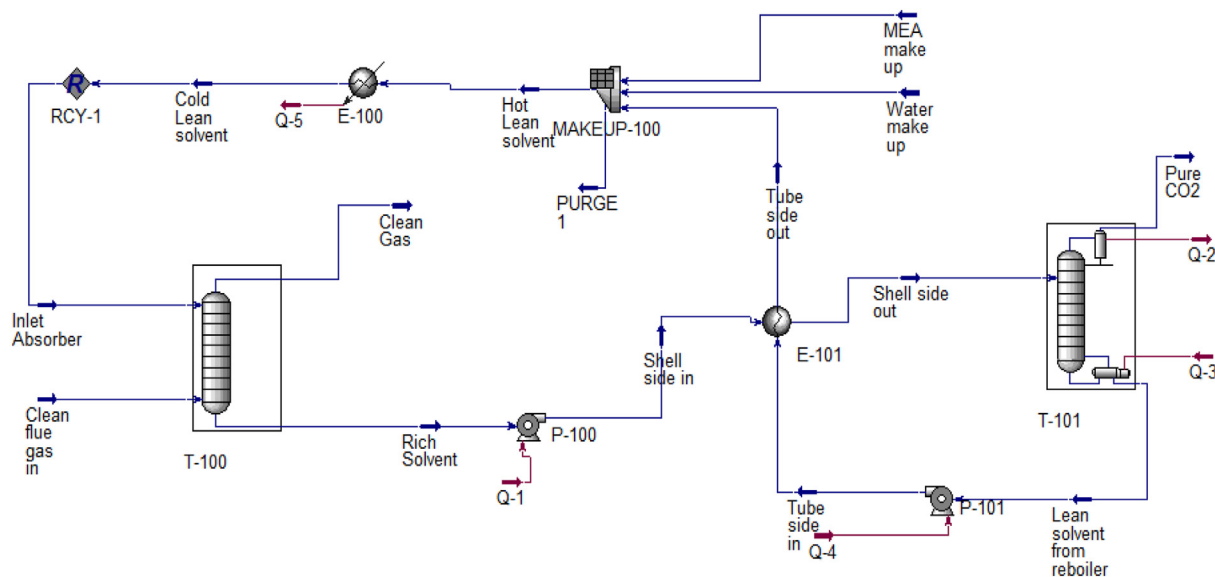 MEA
make
up
R
RCY-1
Cold
Lean
solvent
Q-5
E-100
Hot
Lean
solvent
MAKEUP-100
Water
make
up
PURGE
1
Tube
side
out
Pure
CO2
Clean
Gas
Q-2
Inlet
Absorber
Shell side
out
E-101
Shell
side in
Q-3
Clean
flue
gas
in
T-100
Rich
Solvent
P-100
Q-1
T-101
Tube
side
in
Q-4
P-101
Lean
solvent
from
reboiler